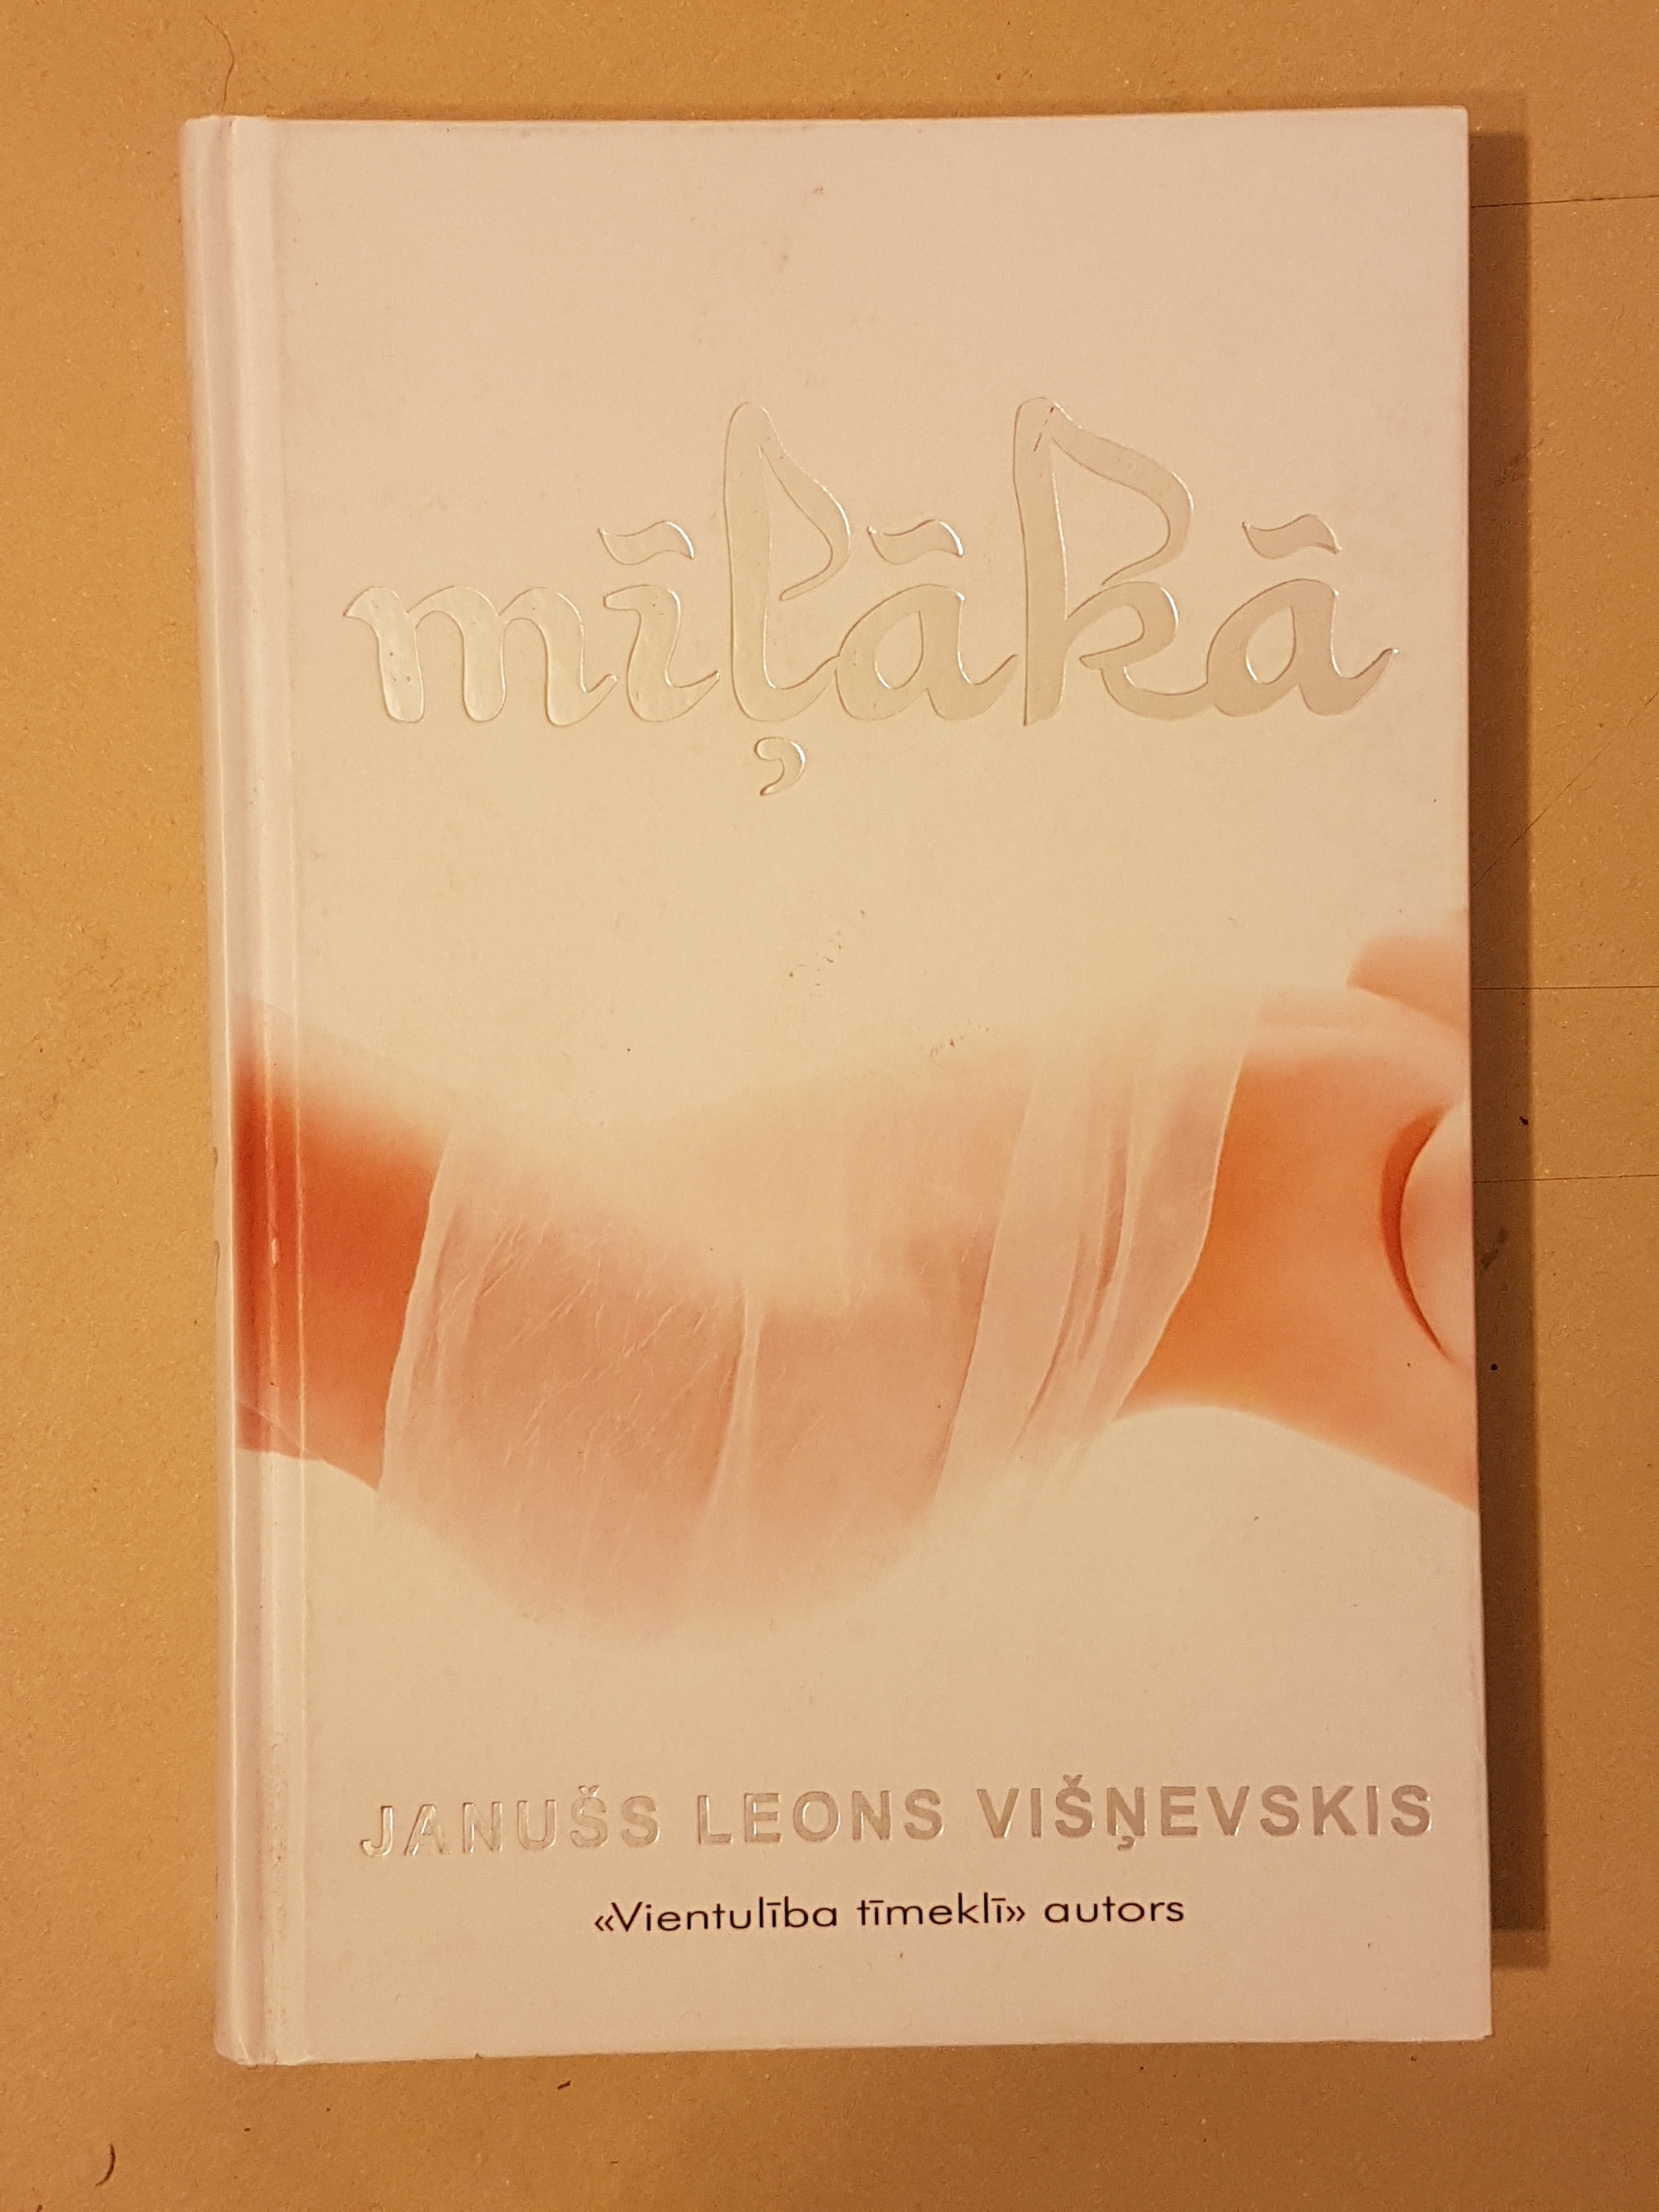 mīļākā
JANUŠS LEONS VIŠŅEVSKIS
«Vientulība tīmeklī» autors